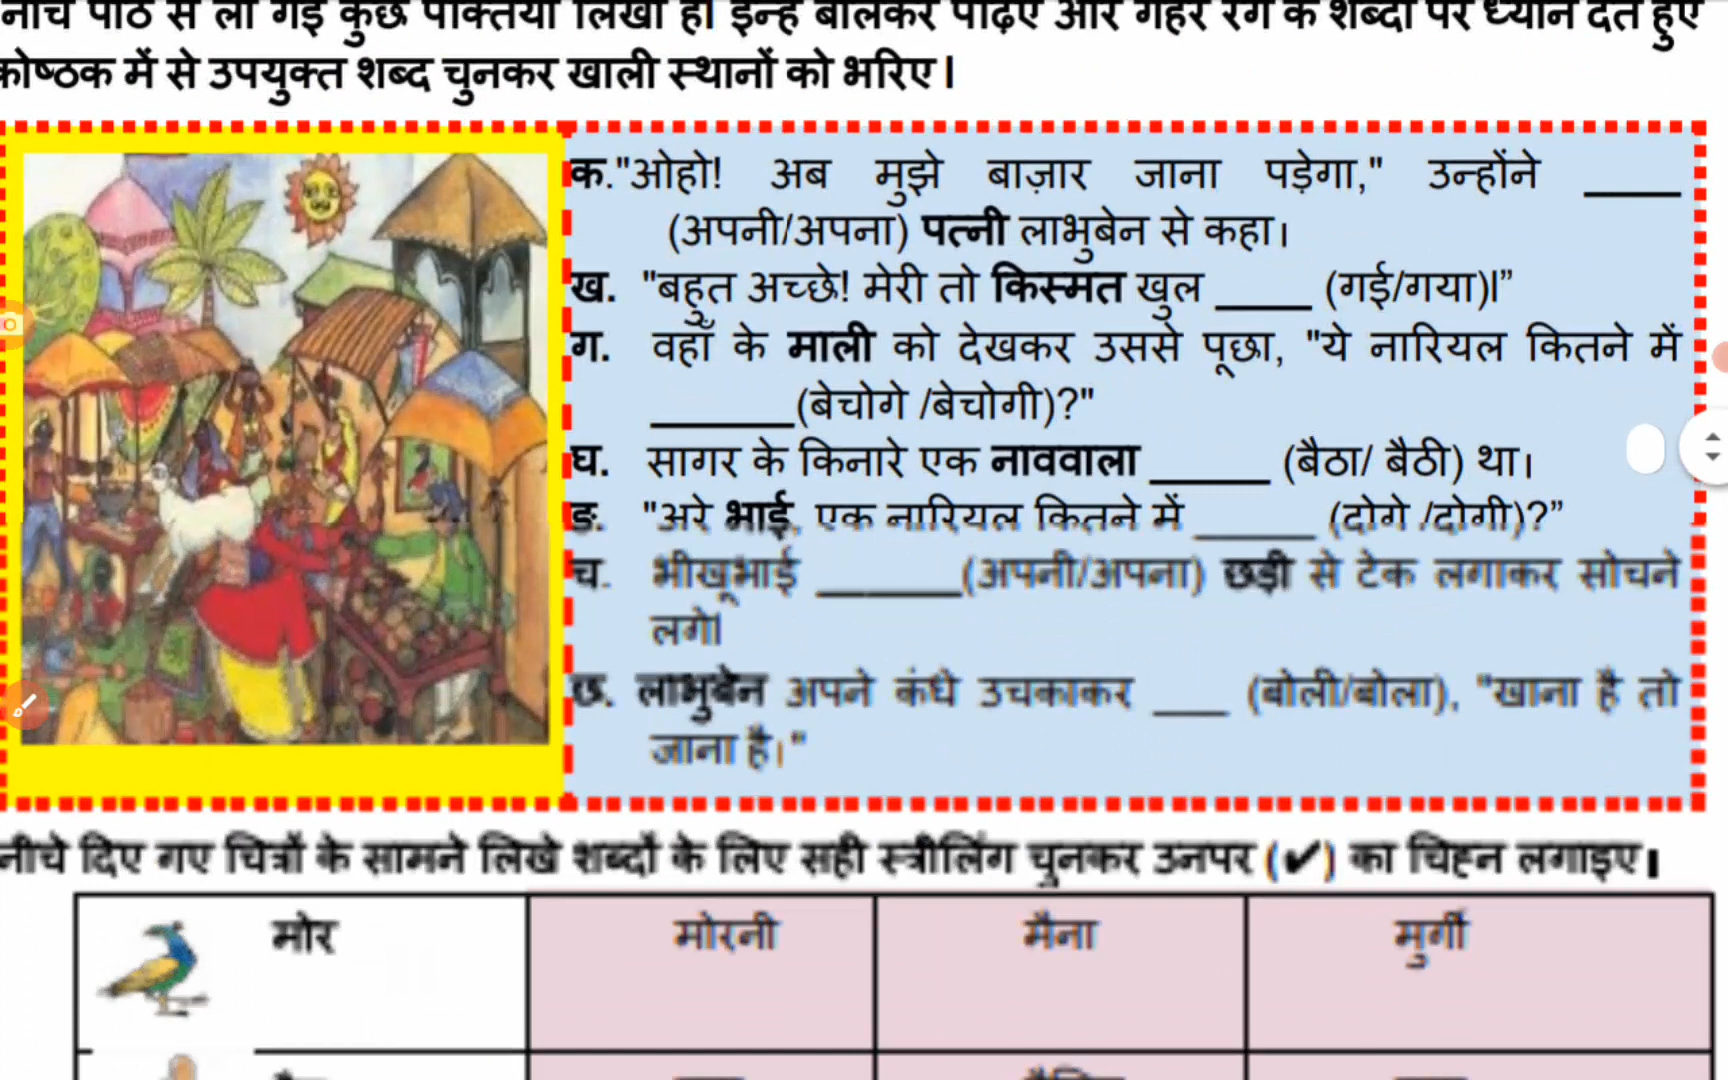 नीचे पाठ से ली गई कुछ पंक्तियाँ लिखी हैं। इन्हें बोलकर पढ़िए और गहरे रंग के शब्दों पर ध्यान देते हुए
कोष्ठक में से उपयुक्त शब्द चुनकर खाली स्थानों को भरिए।
क."ओहो! अब मुझे बाज़ार जाना पड़ेगा," उन्होंने ____
(अपनी/अपना) पत्नी लाभुबेन से कहा।
ख. "बहुत अच्छे! मेरी तो किस्मत खुल ____ (गई/गया)।”
ग. वहाँ के माली को देखकर उससे पूछा, "ये नारियल कितने में
______(बेचोगे /बेचोगी)?"
घ. सागर के किनारे एक नाववाला _____ (बैठा/ बैठी) था।
ङ. "अरे भाई, एक नारियल कितने में _____ (दोगे /दोगी)?”
च. भीखूभाई ______(अपनी/अपना) छड़ी से टेक लगाकर सोचने
लगे।
छ. लाभुबेन अपने कंधे उचकाकर ___ (बोली/बोला), "खाना है तो
जाना है।"
नीचे दिए गए चित्रों के सामने लिखे शब्दों के लिए सही स्त्रीलिंग चुनकर उनपर (✔) का चिह्न लगाइए।
मोर मोरनी मैना मुर्गी